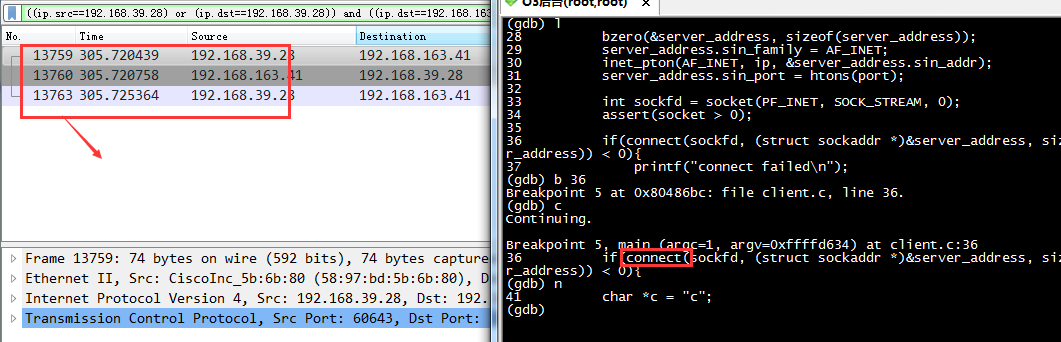 ((ip.src==192.168.39.28) or (ip.dst==192.168.39.28)) and ((ip.dst==192.163
No. Time Source Destination
13759 305.720439 192.168.39.28 192.168.163.41
13760 305.720758 192.168.163.41 192.168.39.28
13763 305.725364 192.168.39.28 192.168.163.41
Frame 13759: 74 bytes on wire (592 bits), 74 bytes capture
Ethernet II, Src: CiscoInc_5b:6b:80 (58:97:bd:5b:6b:80), D
Internet Protocol Version 4, Src: 192.168.39.28, Dst: 192.
Transmission Control Protocol, Src Port: 60643, Dst Port:
(root,root) ×
(gdb) l
28 bzero(&server_address, sizeof(server_address));
29 server_address.sin_family = AF_INET;
30 inet_pton(AF_INET, ip, &server_address.sin_addr);
31 server_address.sin_port = htons(port);
32
33 int sockfd = socket(PF_INET, SOCK_STREAM, 0);
34 assert(socket > 0);
35
36 if(connect(sockfd, (struct sockaddr *)&server_address, siz
r_address)) < 0){
37 printf("connect failed\n");
(gdb) b 36
Breakpoint 5 at 0x80486bc: file client.c, line 36.
(gdb) c
Continuing.
Breakpoint 5, main (argc=1, argv=0xffffd634) at client.c:36
36 if(connect(sockfd, (struct sockaddr *)&server_address, siz
r_address)) < 0){
(gdb) n
41 char *c = "c";
(gdb)